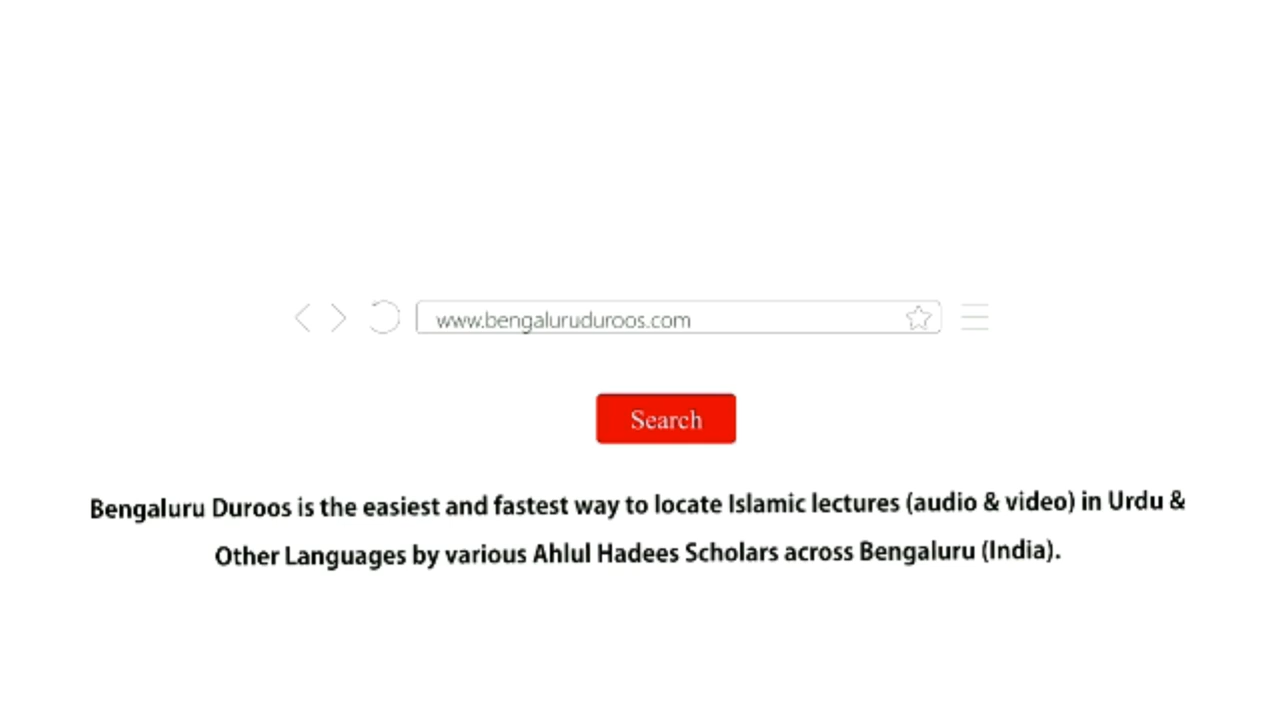 www.bengaluruduroos.com
Search
Bengaluru Duroos is the easiest and fastest way to locate Islamic lectures (audio & video) in Urdu &
Other Languages by various Ahlul Hadees Scholars across Bengaluru (India).